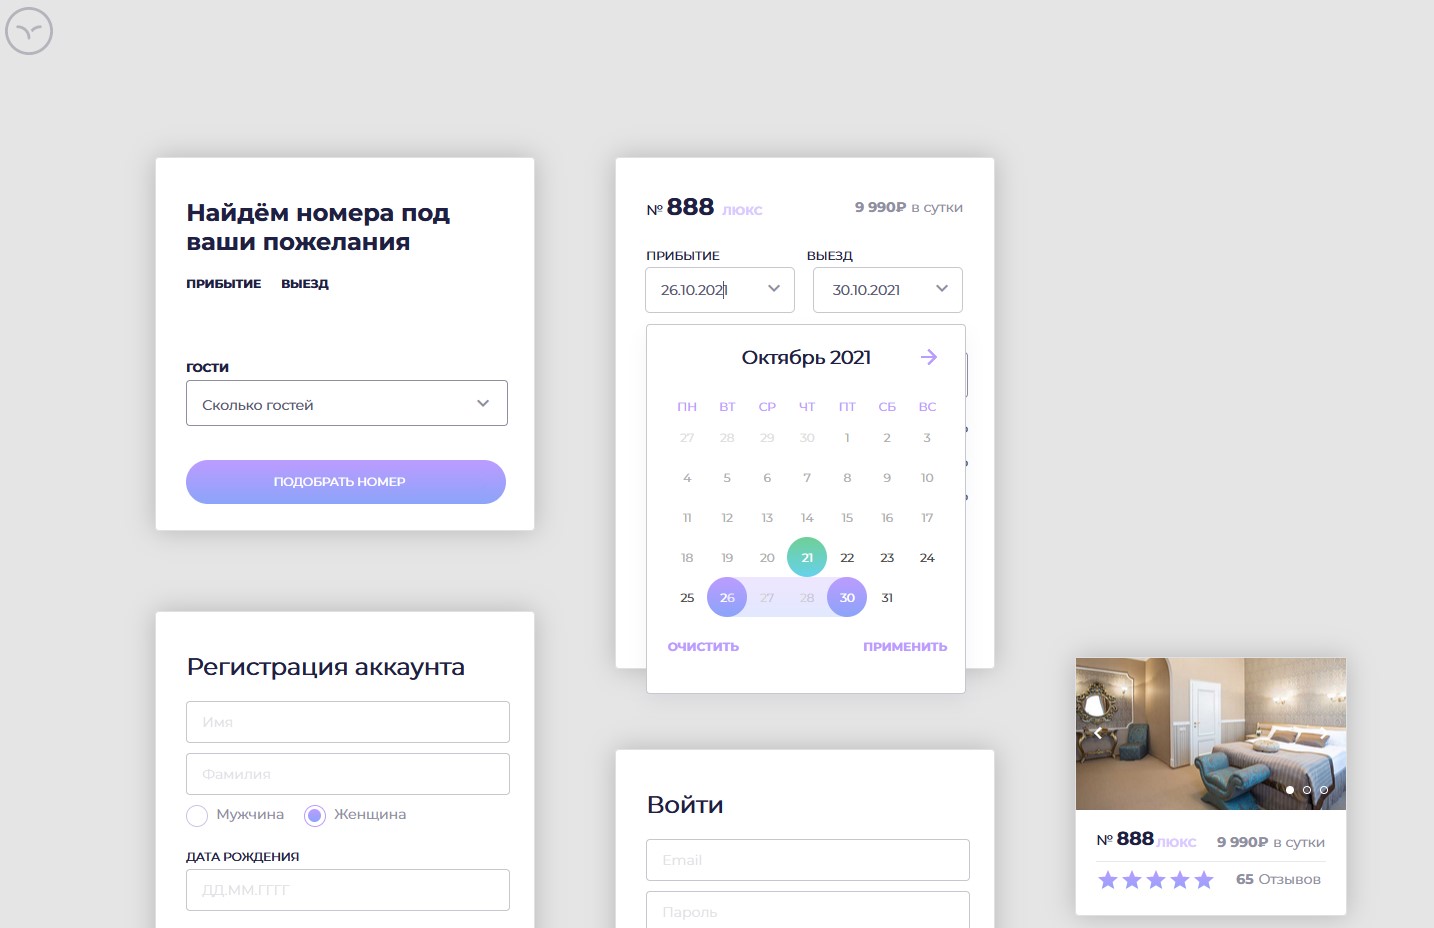 Найдём номера под
ваши пожелания
ПРИБЫТИЕ ВЫЕЗД
ГОСТИ
Сколько гостей
ПОДОБРАТЬ НОМЕР
№ 888 ЛЮКС 9 990₽ в сутки
ПРИБЫТИЕ ВЫЕЗД
26.10.2021 30.10.2021
Октябрь 2021
ПН ВТ СР ЧТ ПТ СБ ВС
27 28 29 30 1 2 3
4 5 6 7 8 9 10
11 12 13 14 15 16 17
18 19 20 21 22 23 24
25 26 27 28 30 31
ОЧИСТИТЬ ПРИМЕНИТЬ
Регистрация аккаунта
Имя
Фамилия
Мужчина Женщина
ДАТА РОЖДЕНИЯ
ДД.ММ.ГГГГ
Войти
Email
Пароль
№ 888 ЛЮКС 9 990₽ в сутки
65 Отзывов